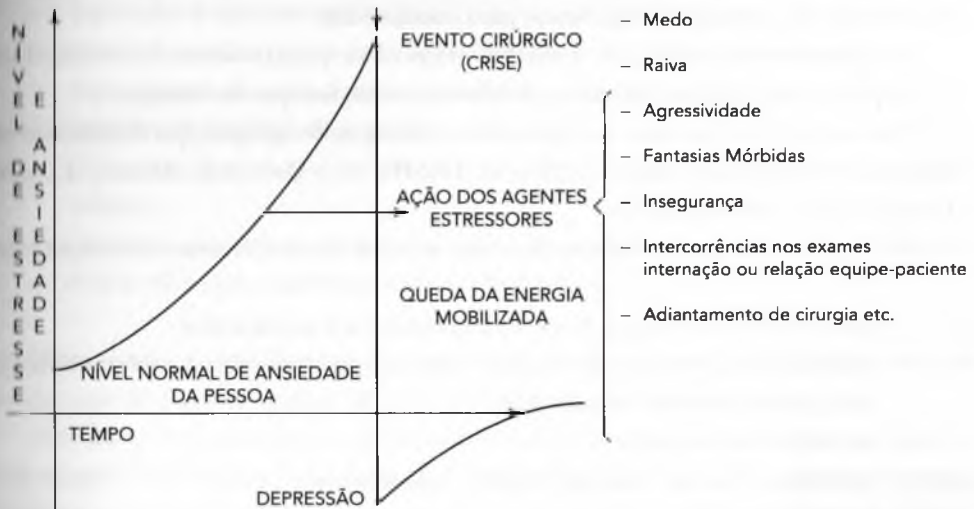 NÍVEL DE ESTRESSE
E ANSIEDADE
EVENTO CIRÚRGICO
(CRISE)
AÇÃO DOS AGENTES
ESTRESSORES
QUEDA DA ENERGIA
MOBILIZADA
NÍVEL NORMAL DE ANSIEDADE
DA PESSOA
TEMPO
DEPRESSÃO
– Medo
– Raiva
– Agressividade
– Fantasias Mórbidas
– Insegurança
– Intercorrências nos exames
internação ou relação equipe-paciente
– Adiantamento de cirurgia etc.